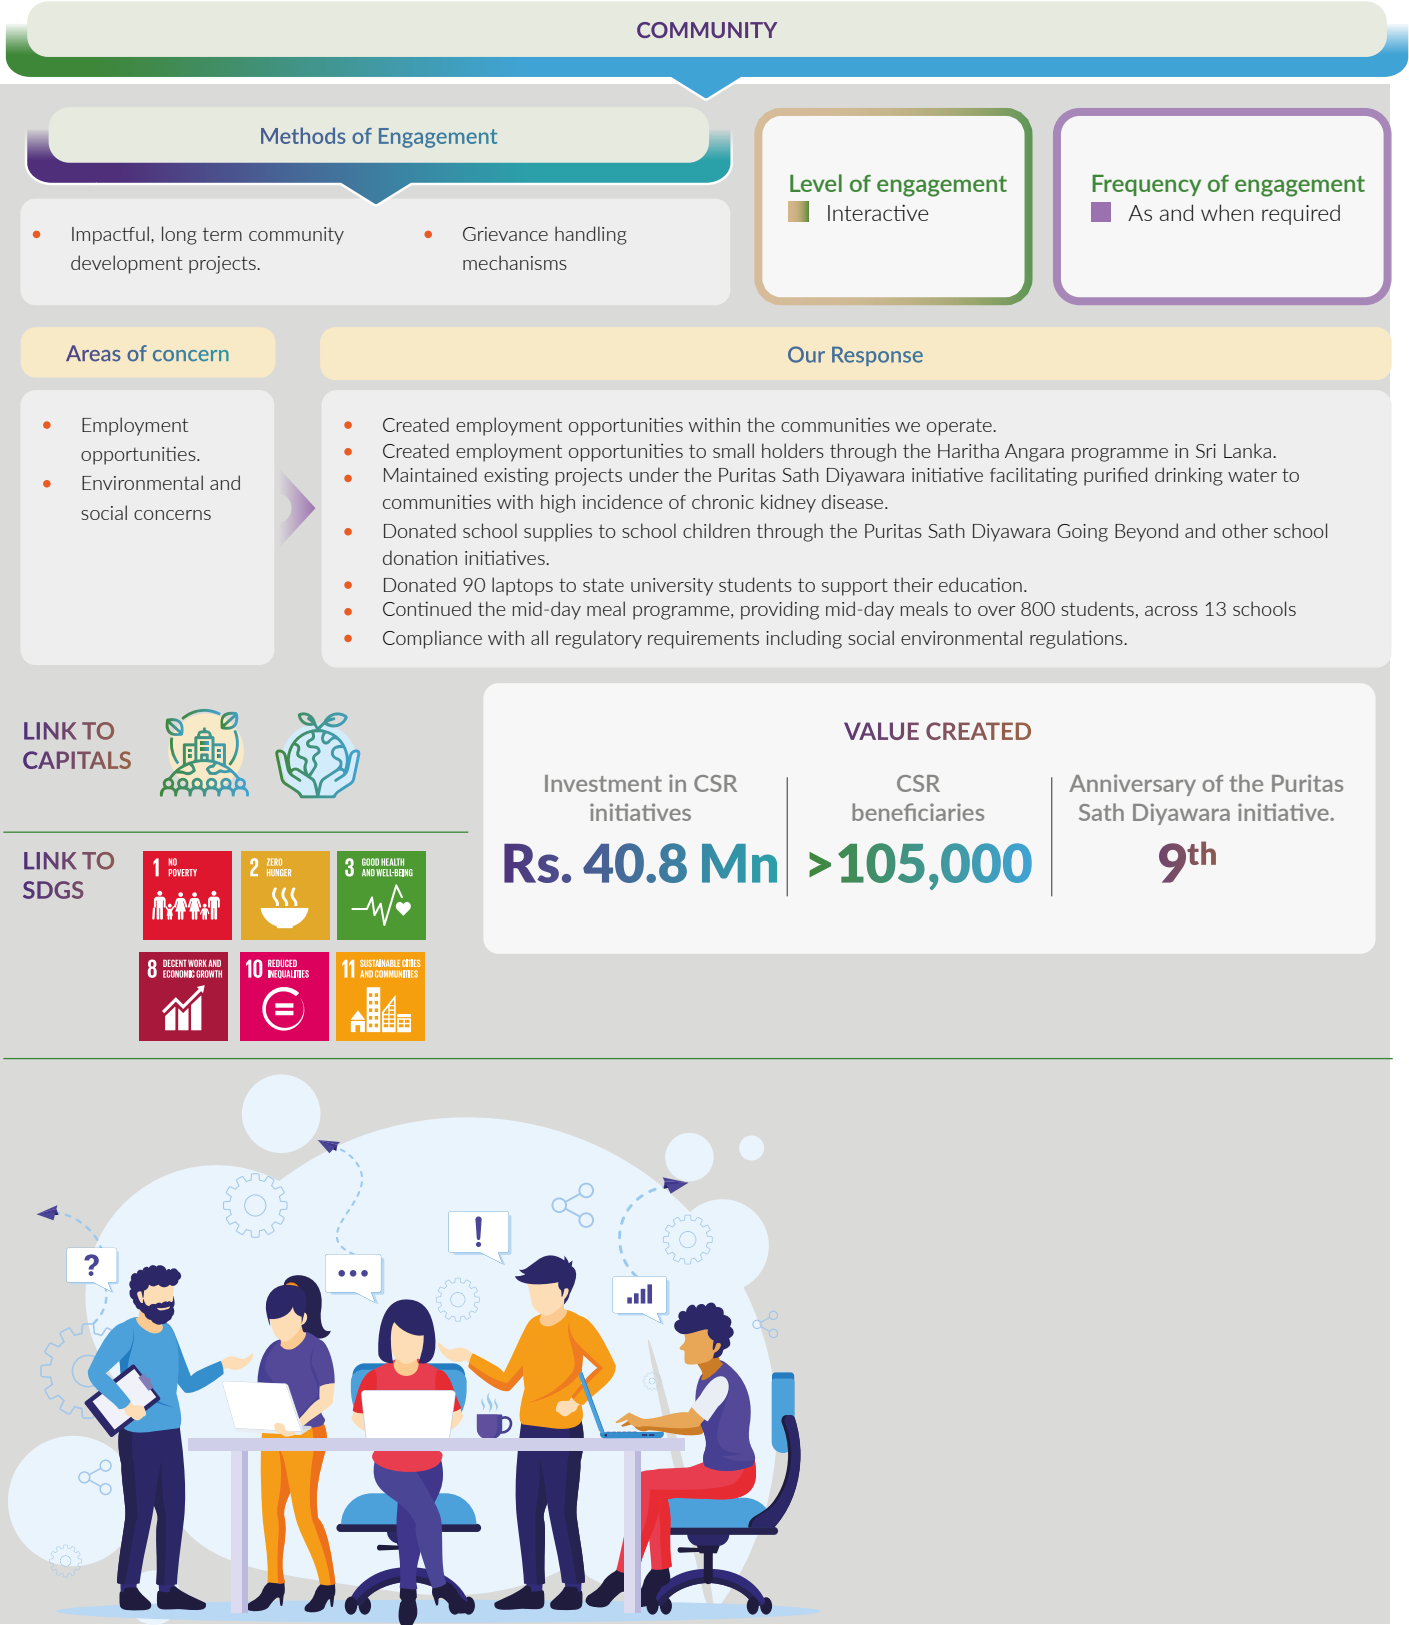 COMMUNITY
Methods of Engagement
• Impactful, long term community
development projects.
• Grievance handling
mechanisms
Level of engagement
Interactive
Frequency of engagement
As and when required
Areas of concern
• Employment
opportunities.
• Environmental and
social concerns
Our Response
• Created employment opportunities within the communities we operate.
• Created employment opportunities to small holders through the Haritha Angara programme in Sri Lanka.
• Maintained existing projects under the Puritas Sath Diyawara initiative facilitating purified drinking water to
communities with high incidence of chronic kidney disease.
• Donated school supplies to school children through the Puritas Sath Diyawara Going Beyond and other school
donation initiatives.
• Donated 90 laptops to state university students to support their education.
• Continued the mid-day meal programme, providing mid-day meals to over 800 students, across 13 schools
• Compliance with all regulatory requirements including social environmental regulations.
LINK TO
CAPITALS
VALUE CREATED
Investment in CSR
initiatives
Rs. 40.8 Mn
CSR
beneficiaries
>105,000
Anniversary of the Puritas
Sath Diyawara initiative.
9th
LINK TO
SDGS
1 NO
POVERTY
2 ZERO
HUNGER
3 GOOD HEALTH
AND WELL-BEING
8 DECENT WORK AND
ECONOMIC GROWTH
10 REDUCED
INEQUALITIES
11 SUSTAINABLE CITIES
AND COMMUNITIES
?
...
!